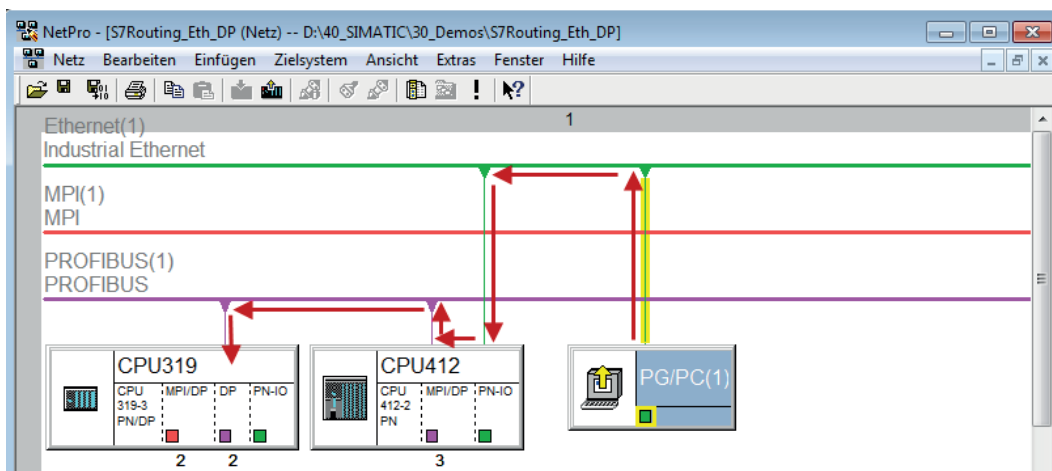 NetPro - [S7Routing_Eth_DP (Netz) -- D:\40_SIMATIC\30_Demos\S7Routing_Eth_DP]
Netz Bearbeiten Einfügen Zielsystem Ansicht Extras Fenster Hilfe
1
Ethernet(1)
Industrial Ethernet
MPI(1)
MPI
PROFIBUS(1)
PROFIBUS
CPU319
CPU
319-3
PN/DP
MPI/DP
DP
PN-IO
2
2
CPU412
CPU
412-2
PN
MPI/DP
PN-IO
3
PG/PC(1)